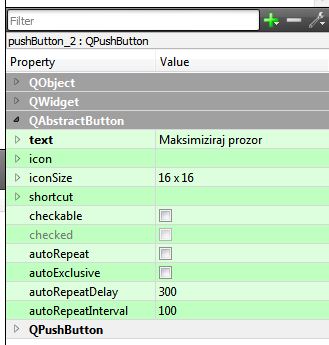 Filter
pushButton_2 : QPushButton
Property Value
QObject
QWidget
QAbstractButton
text Maksimiziraj prozor
icon
iconSize 16 x 16
shortcut
checkable
checked
autoRepeat
autoExclusive
autoRepeatDelay 300
autoRepeatInterval 100
QPushButton